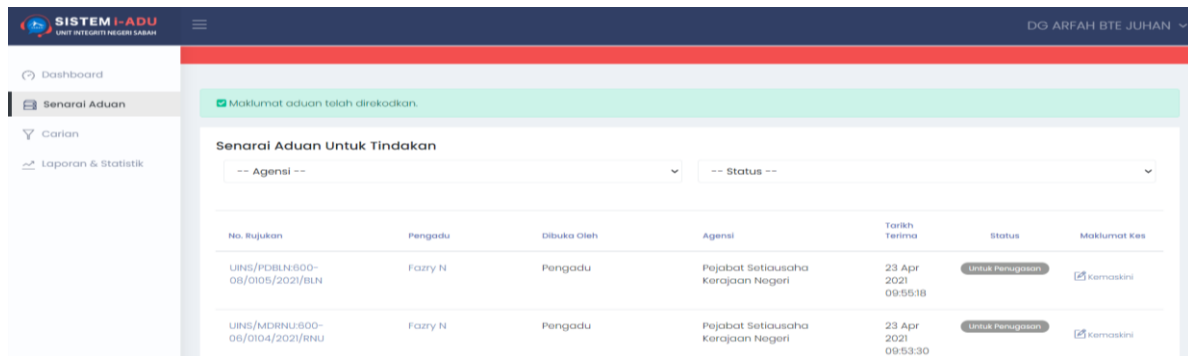 SISTEM i-ADU
UNIT INTEGRITI NEGERI SABAH
DG ARFAH BTE JUHAN
Dashboard
Senarai Aduan
Carian
Laporan & Statistik
Maklumat aduan telah direkodkan.
Senarai Aduan Untuk Tindakan
-- Agensi --
-- Status --
No. Rujukan
Pengadu
Dibuka Oleh
Agensi
Tarikh
Terima
Status
Maklumat Kes
UINS/PDBLN:600-
08/0105/2021/BLN
Fazry N
Pengadu
Pejabat Setiausaha
Kerajaan Negeri
23 Apr
2021
09:55:18
Untuk Penugasan
Kemaskini
UINS/MDRNU:600-
06/0104/2021/RNU
Fazry N
Pengadu
Pejabat Setiausaha
Kerajaan Negeri
23 Apr
2021
09:53:30
Untuk Penugasan
Kemaskini